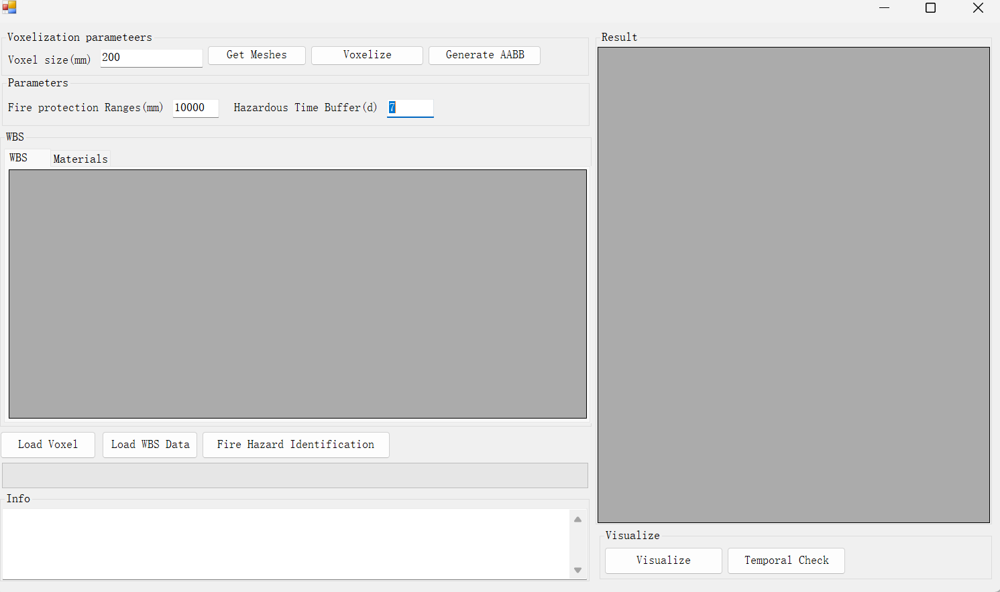 Voxelization parameteers
Voxel size(mm) 200 Get Meshes Voxelize Generate AABB
Parameters
Fire protection Ranges(mm) 10000 Hazardous Time Buffer(d) 7
WBS
WBS Materials
Load Voxel Load WBS Data Fire Hazard Identification
Info
Result
Visualize
Visualize Temporal Check